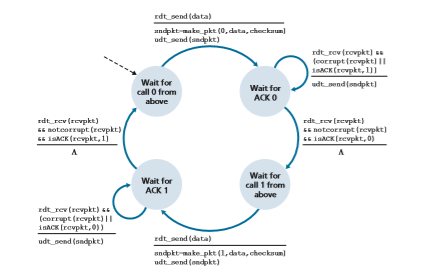 rdt_send(data)
sndpkt=make_pkt(0,data,checksum)
udt_send(sndpkt)
rdt_rcv(rcvpkt) &&
(corrupt(rcvpkt)||
isACK(rcvpkt,1))
udt_send(sndpkt)
Wait for
call 0 from
above
Wait for
ACK 0
rdt_rcv(rcvpkt)
&& notcorrupt(rcvpkt)
&& isACK(rcvpkt,1)
Λ
rdt_rcv(rcvpkt)
&& notcorrupt(rcvpkt)
&& isACK(rcvpkt,0)
Λ
Wait for
ACK 1
Wait for
call 1 from
above
rdt_rcv(rcvpkt) &&
(corrupt(rcvpkt)||
isACK(rcvpkt,0))
udt_send(sndpkt)
rdt_send(data)
sndpkt=make_pkt(1,data,checksum)
udt_send(sndpkt)